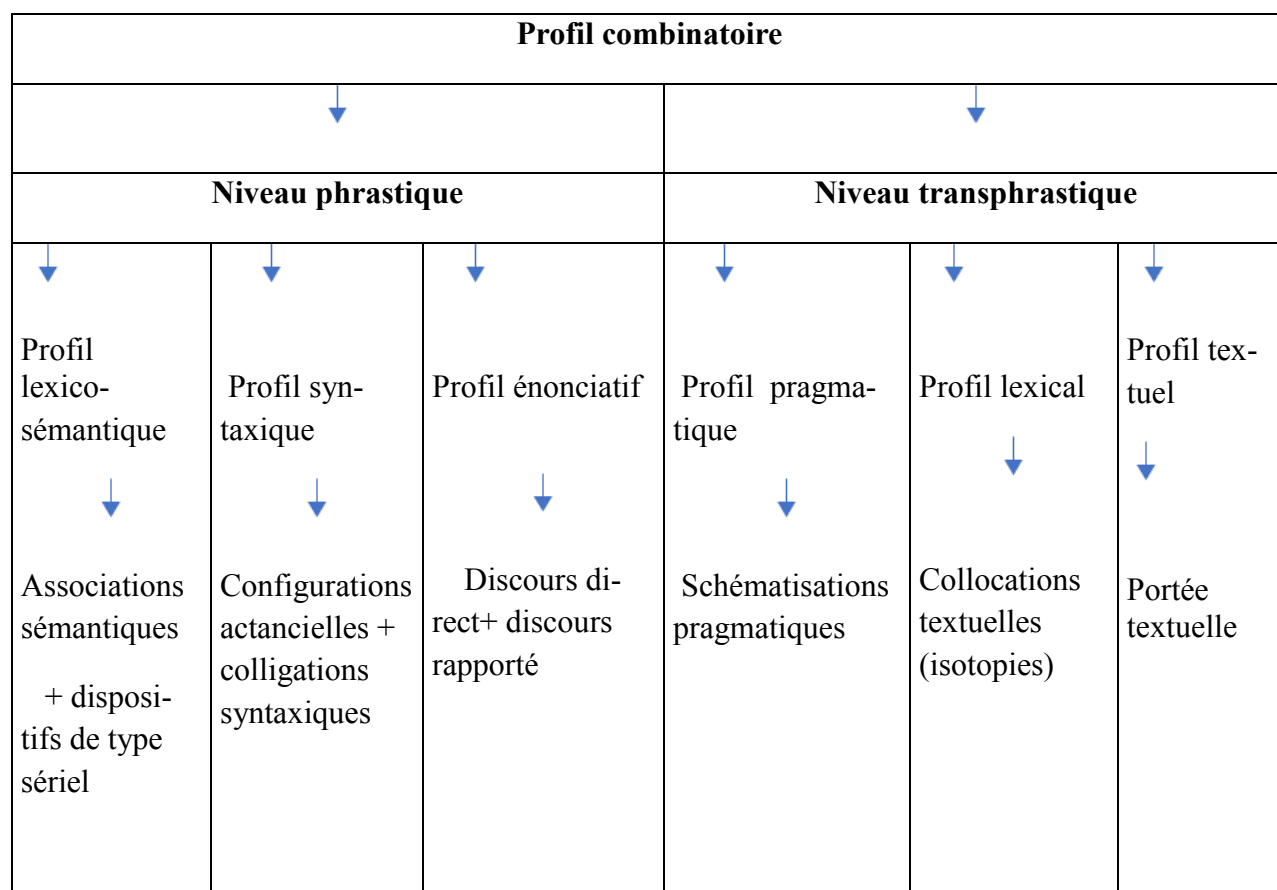 Profil combinatoire
Niveau phrastique
Niveau transphrastique
Profil
lexico-
sémantique
Associations
sémantiques
+ disposi-
tifs de type
sériel
Profil syn-
taxique
Configurations
actancielles +
colligations
syntaxiques
Profil énonciatif
Discours di-
rect+ discours
rapporté
Profil pragma-
tique
Schématisations
pragmatiques
Profil lexical
Collocations
textuelles
(isotopies)
Profil tex-
tuel
Portée
textuelle